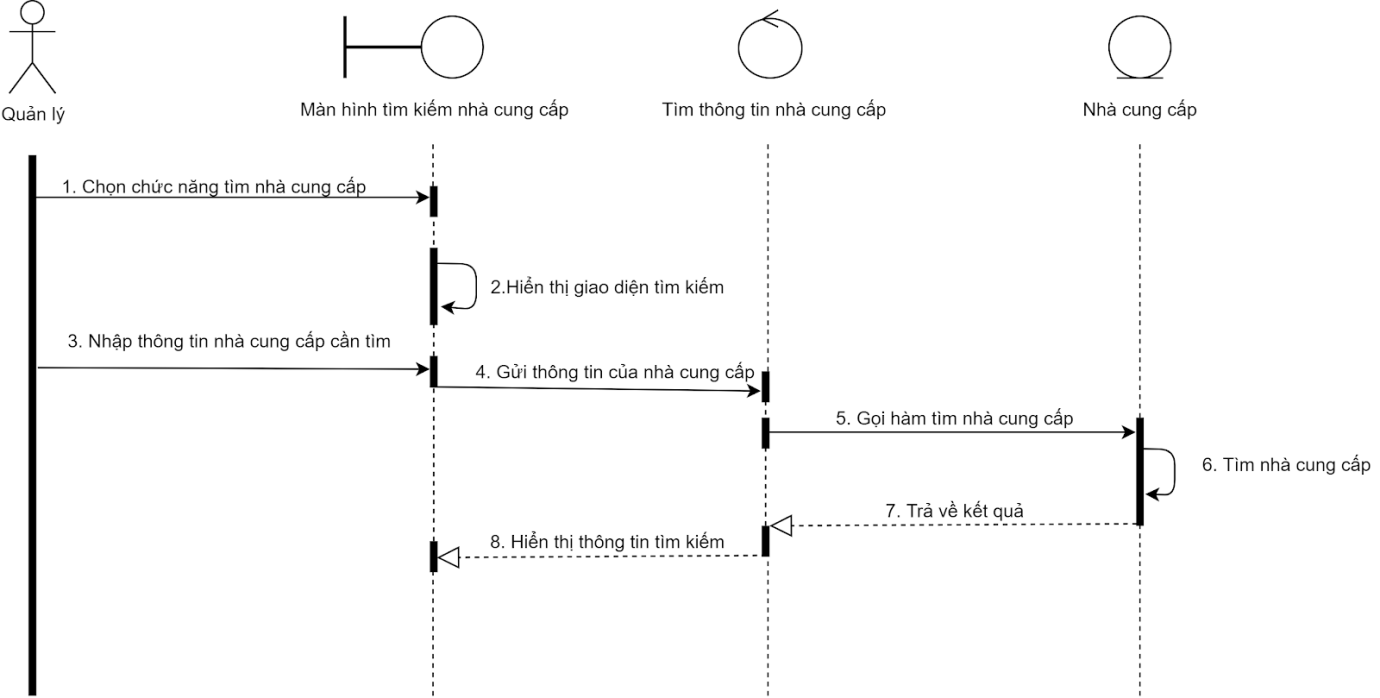 Quản lý
Màn hình tìm kiếm nhà cung cấp
Tìm thông tin nhà cung cấp
Nhà cung cấp
1. Chọn chức năng tìm nhà cung cấp
2.Hiển thị giao diện tìm kiếm
3. Nhập thông tin nhà cung cấp cần tìm
4. Gửi thông tin của nhà cung cấp
5. Gọi hàm tìm nhà cung cấp
6. Tìm nhà cung cấp
7. Trả về kết quả
8. Hiển thị thông tin tìm kiếm